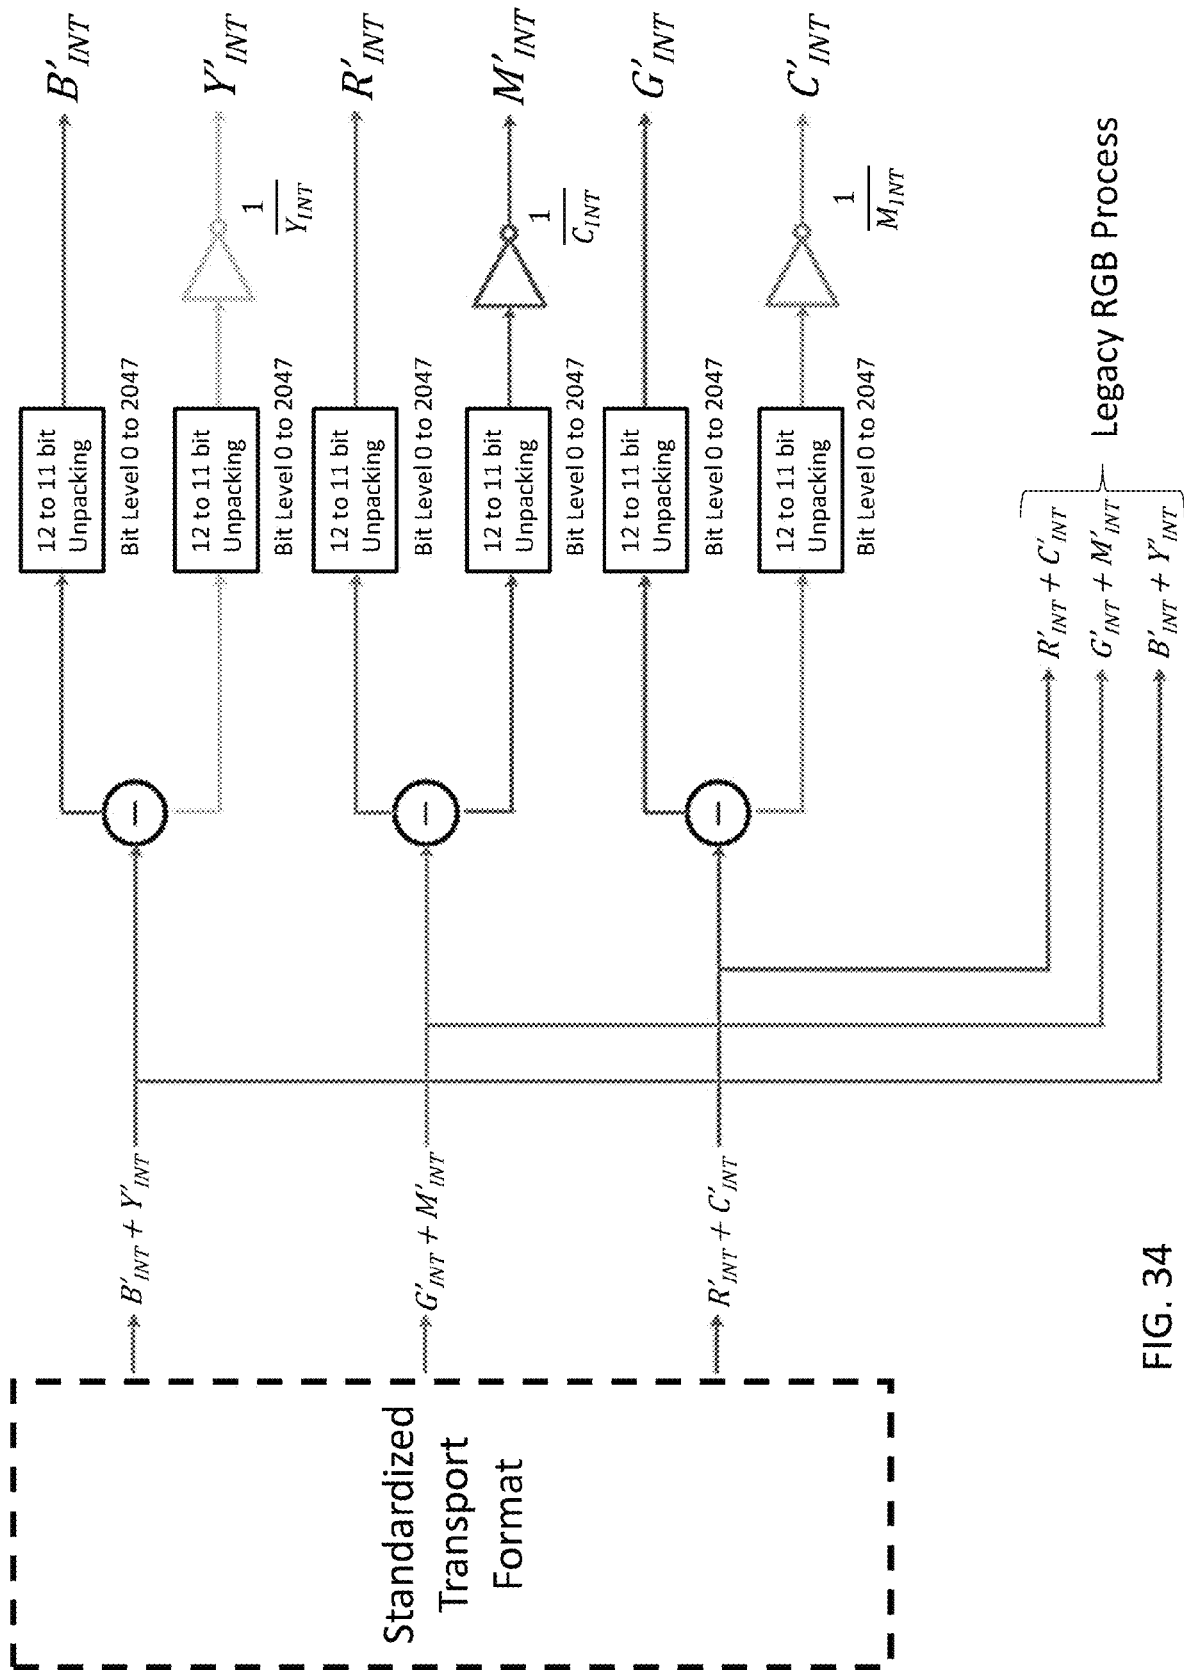 Standardized
Transport
Format
B'INT + Y'INT
G'INT + M'INT
R'INT + C'INT
−
−
−
12 to 11 bit
Unpacking
Bit Level 0 to 2047
12 to 11 bit
Unpacking
Bit Level 0 to 2047
12 to 11 bit
Unpacking
Bit Level 0 to 2047
12 to 11 bit
Unpacking
Bit Level 0 to 2047
12 to 11 bit
Unpacking
Bit Level 0 to 2047
12 to 11 bit
Unpacking
Bit Level 0 to 2047
1
YINT
1
CINT
1
MINT
B'INT
Y'INT
R'INT
M'INT
G'INT
C'INT
R'INT + C'INT
G'INT + M'INT
B'INT + Y'INT
Legacy RGB Process
FIG. 34